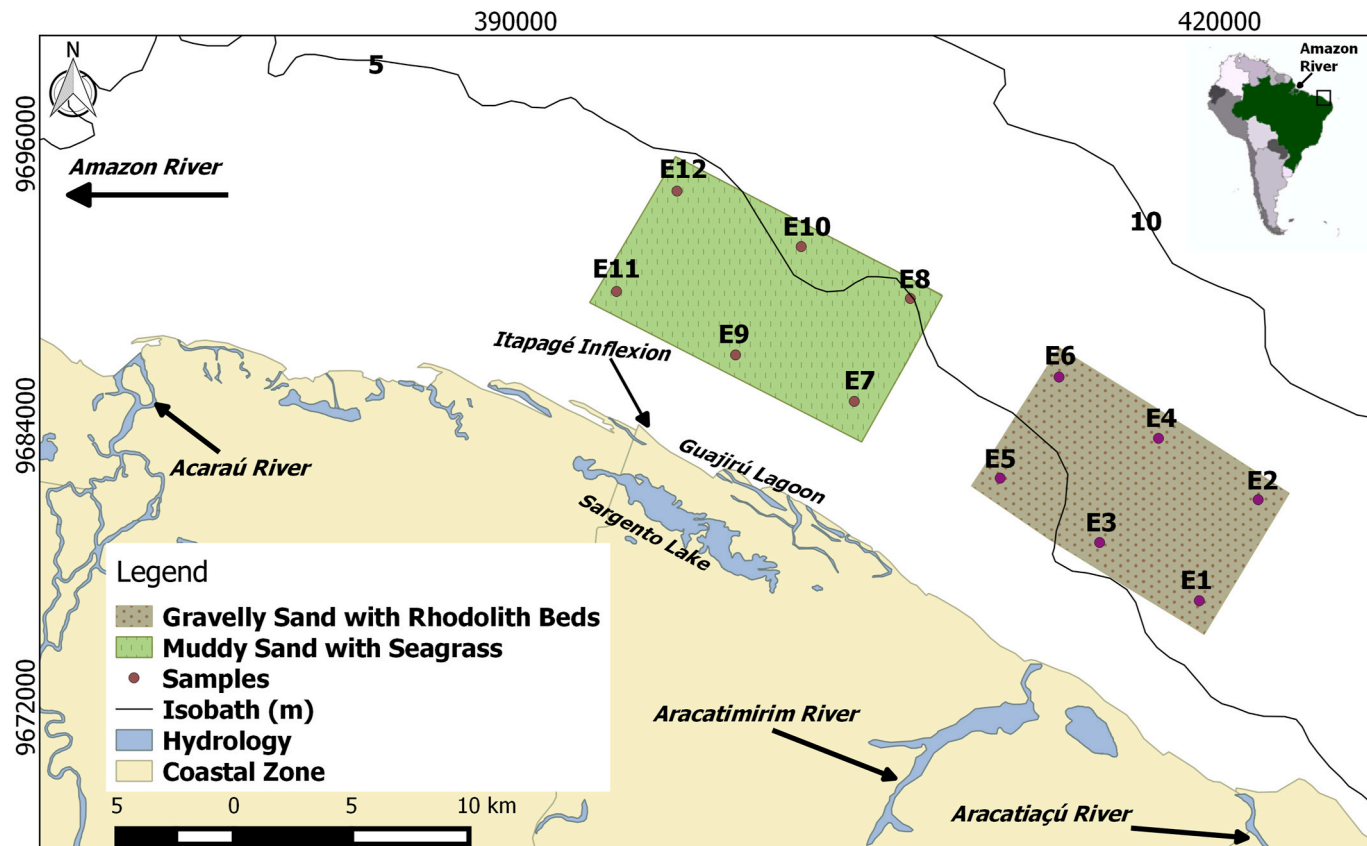 390000
420000
N
5
Amazon
River
9696000
Amazon River
E12
10
E10
E11
E8
Itapagé Inflexion
E9
E6
E7
E4
9684000
Acaraú River
Guajirú Lagoon
E5
E2
Sargento Lake
E3
E1
Legend
Gravelly Sand with Rhodolith Beds
Muddy Sand with Seagrass
Samples
Isobath (m)
Hydrology
Coastal Zone
9672000
Aracatimirim River
5 0 5 10 km
Aracatiaçú River